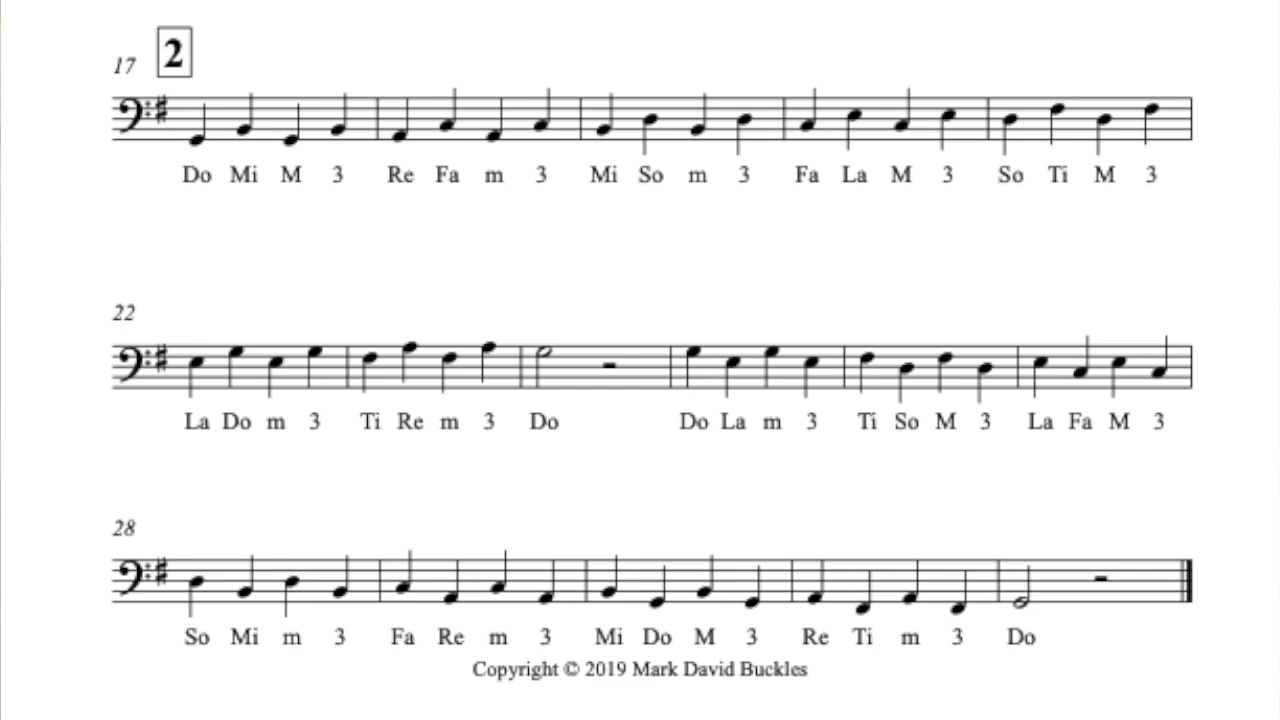 2
17
Do Mi M 3 Re Fa m 3 Mi So m 3 Fa La M 3 So Ti M 3
22
La Do m 3 Ti Re m 3 Do Do La m 3 Ti So M 3 La Fa M 3
28
So Mi m 3 Fa Re m 3 Mi Do M 3 Re Ti m 3 Do
Copyright © 2019 Mark David Buckles